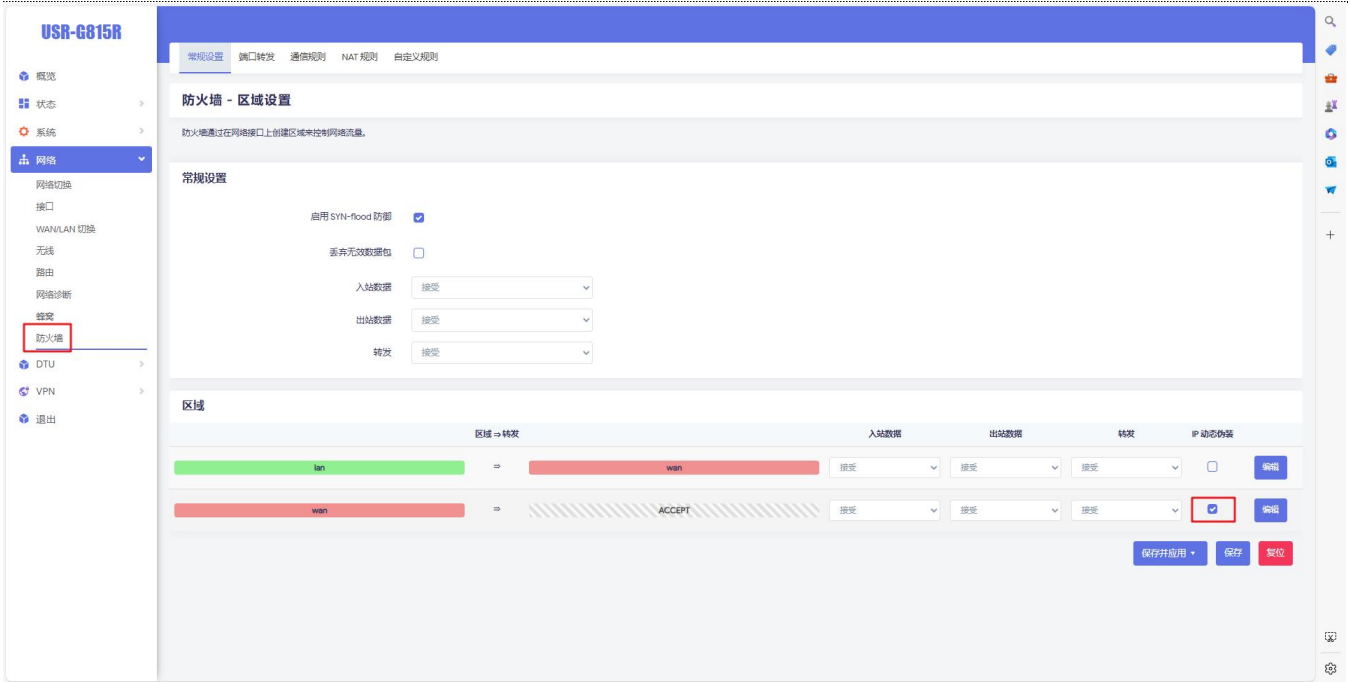 USR-G815R
常规设置 端口转发 通信规则 NAT 规则 自定义规则
概览
状态
系统
网络
网络切换
接口
WAN/LAN 切换
无线
路由
网络诊断
蜂窝
防火墙
DTU
VPN
退出
防火墙 - 区域设置
防火墙通过在网络接口上创建区域来控制网络流量。
常规设置
启用 SYN-flood 防御
丢弃无效数据包
入站数据 接受
出站数据 接受
转发 接受
区域
区域 ⇒ 转发 入站数据 出站数据 转发 IP 动态伪装
lan ⇒ wan 接受 接受 接受 编辑
wan ⇒ ACCEPT 接受 接受 接受 编辑
保存并应用 保存 复位